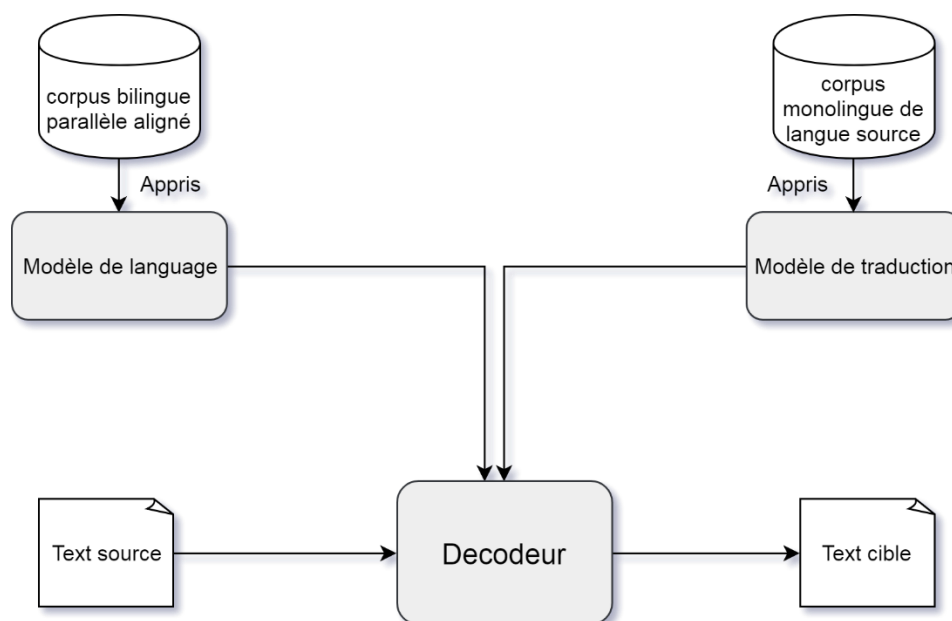 corpus bilingue
parallèle aligné
corpus
monolingue de
langue source
Appris
Appris
Modèle de language
Modèle de traduction
Text source
Decodeur
Text cible